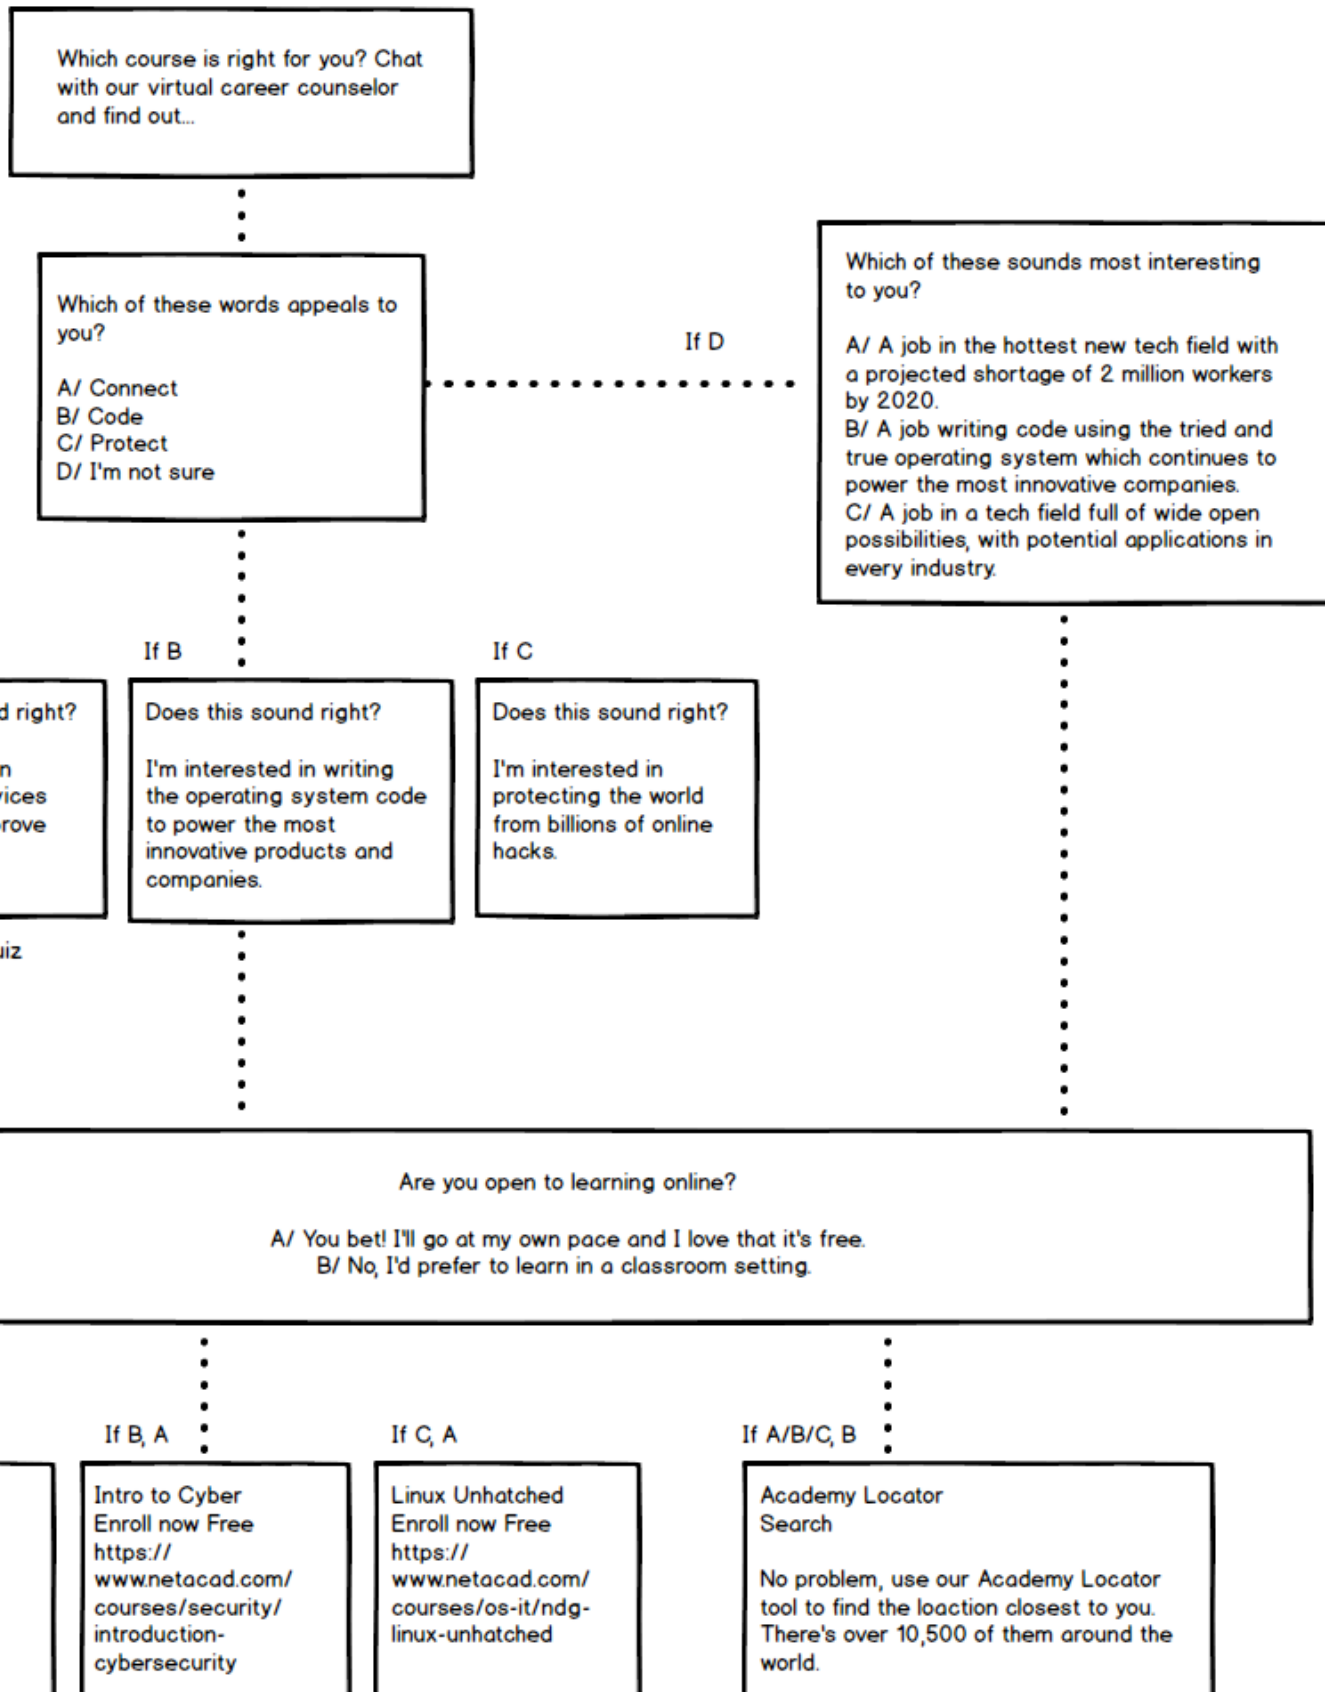 Which course is right for you? Chat
with our virtual career counselor
and find out...
Which of these words appeals to
you?
A/ Connect
B/ Code
C/ Protect
D/ I'm not sure
If D
Which of these sounds most interesting
to you?
A/ A job in the hottest new tech field with
a projected shortage of 2 million workers
by 2020.
B/ A job writing code using the tried and
true operating system which continues to
power the most innovative companies.
C/ A job in a tech field full of wide open
possibilities, with potential applications in
every industry.
right?
If B
Does this sound right?
I'm interested in writing
the operating system code
to power the most
innovative products and
companies.
If C
Does this sound right?
I'm interested in
protecting the world
from billions of online
hacks.
Are you open to learning online?
A/ You bet! I'll go at my own pace and I love that it's free.
B/ No, I'd prefer to learn in a classroom setting.
If B, A
Intro to Cyber
Enroll now Free
https://
www.netacad.com/
courses/security/
introduction-
cybersecurity
If C, A
Linux Unhatched
Enroll now Free
https://
www.netacad.com/
courses/os-it/ndg-
linux-unhatched
If A/B/C, B
Academy Locator
Search
No problem, use our Academy Locator
tool to find the loaction closest to you.
There's over 10,500 of them around the
world.